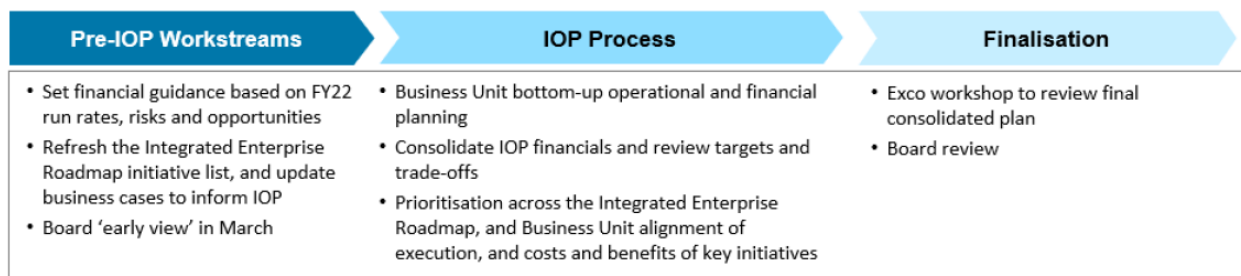 Pre-IOP Workstreams
IOP Process
Finalisation
• Set financial guidance based on FY22
run rates, risks and opportunities
• Refresh the Integrated Enterprise
Roadmap initiative list, and update
business cases to inform IOP
• Board ‘early view’ in March
• Business Unit bottom-up operational and financial
planning
• Consolidate IOP financials and review targets and
trade-offs
• Prioritisation across the Integrated Enterprise
Roadmap, and Business Unit alignment of
execution, and costs and benefits of key initiatives
• Exco workshop to review final
consolidated plan
• Board review